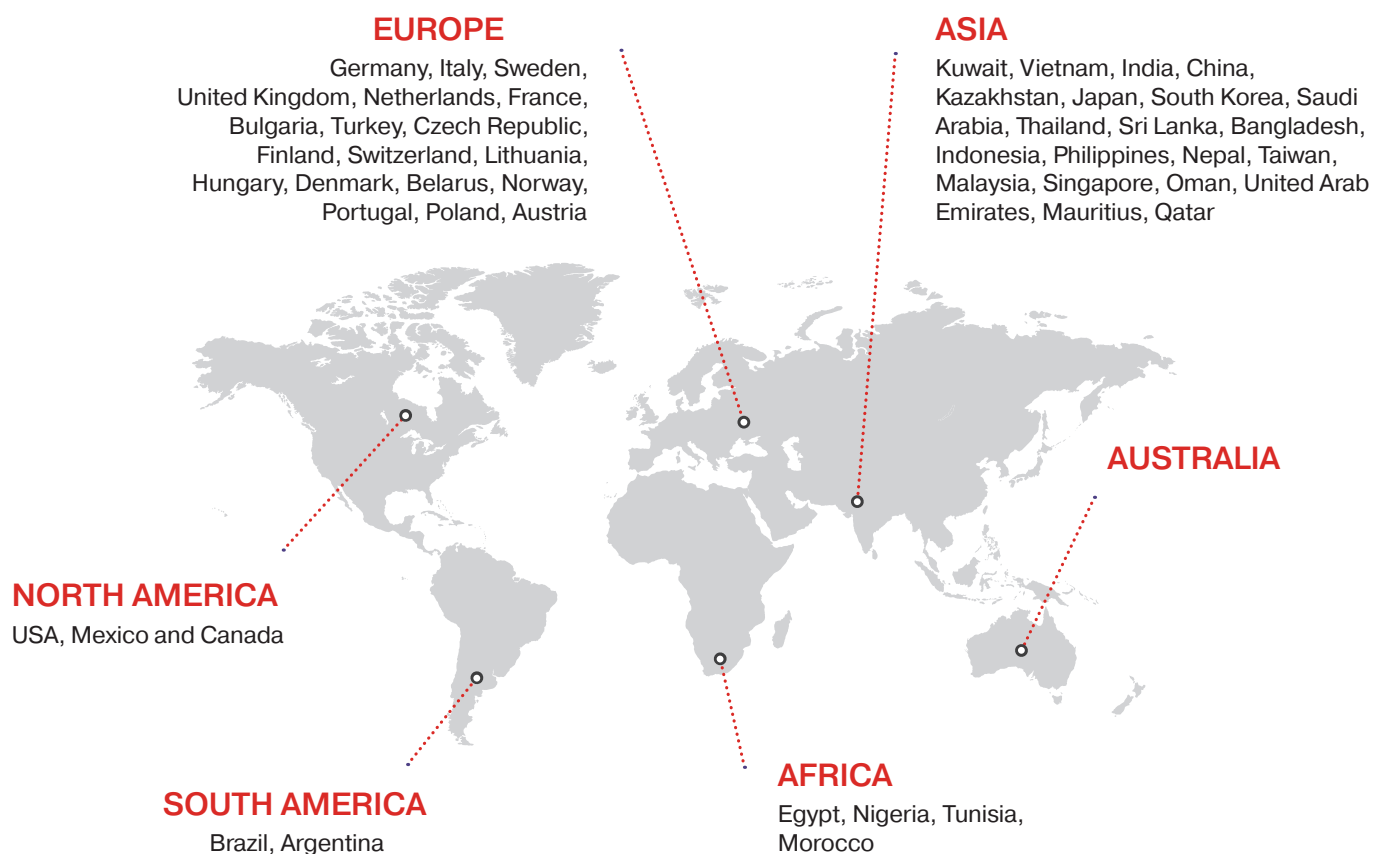 EUROPE
Germany, Italy, Sweden,
United Kingdom, Netherlands, France,
Bulgaria, Turkey, Czech Republic,
Finland, Switzerland, Lithuania,
Hungary, Denmark, Belarus, Norway,
Portugal, Poland, Austria
ASIA
Kuwait, Vietnam, India, China,
Kazakhstan, Japan, South Korea, Saudi
Arabia, Thailand, Sri Lanka, Bangladesh,
Indonesia, Philippines, Nepal, Taiwan,
Malaysia, Singapore, Oman, United Arab
Emirates, Mauritius, Qatar
AUSTRALIA
NORTH AMERICA
USA, Mexico and Canada
SOUTH AMERICA
Brazil, Argentina
AFRICA
Egypt, Nigeria, Tunisia,
Morocco